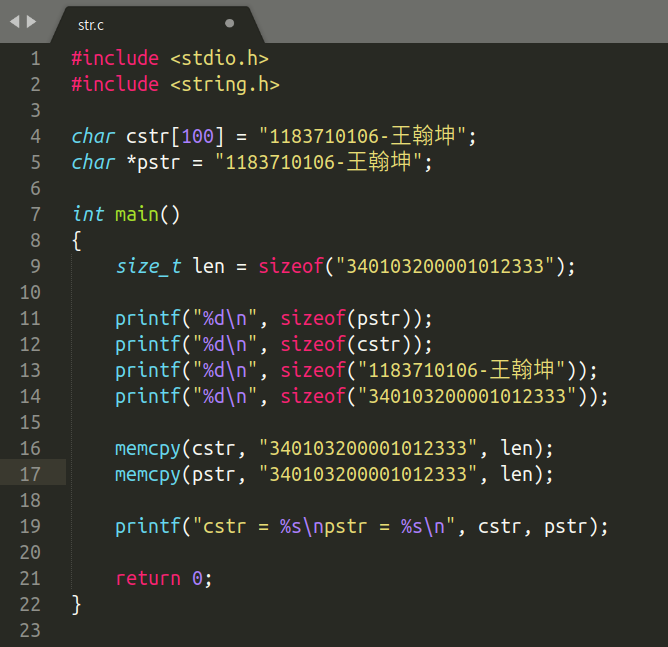 str.c
1 #include <stdio.h>
2 #include <string.h>
3
4 char cstr[100] = "1183710106-王翰坤";
5 char *pstr = "1183710106-王翰坤";
6
7 int main()
8 {
9     size_t len = sizeof("340103200001012333");
10
11     printf("%d\n", sizeof(pstr));
12     printf("%d\n", sizeof(cstr));
13     printf("%d\n", sizeof("1183710106-王翰坤"));
14     printf("%d\n", sizeof("340103200001012333"));
15
16     memcpy(cstr, "340103200001012333", len);
17     memcpy(pstr, "340103200001012333", len);
18
19     printf("cstr = %s\npstr = %s\n", cstr, pstr);
20
21     return 0;
22 }
23